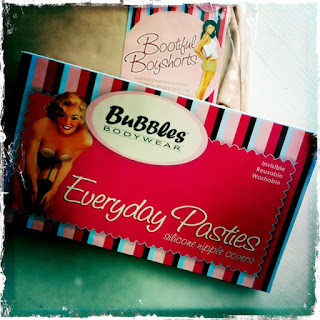 Bootiful
Boyshorts
BuBBles
BODYWEAR
Invisible
Reusable
Washable
Everyday Pasties
silicone nipple covers